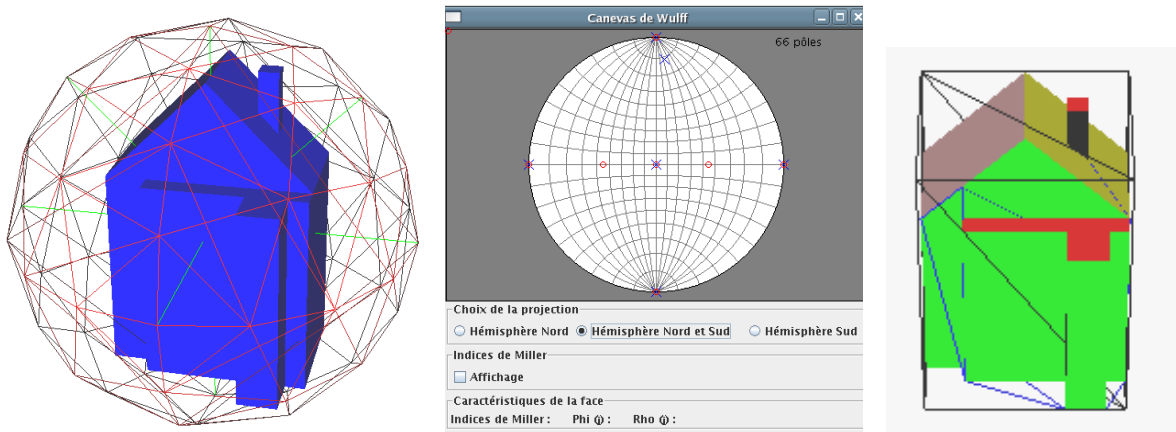 Canevas de Wulff
66 pôles
Choix de la projection
Hémisphère Nord Hémisphère Nord et Sud Hémisphère Sud
Indices de Miller
Affichage
Caractéristiques de la face
Indices de Miller : Phi (j) : Rho (j) :